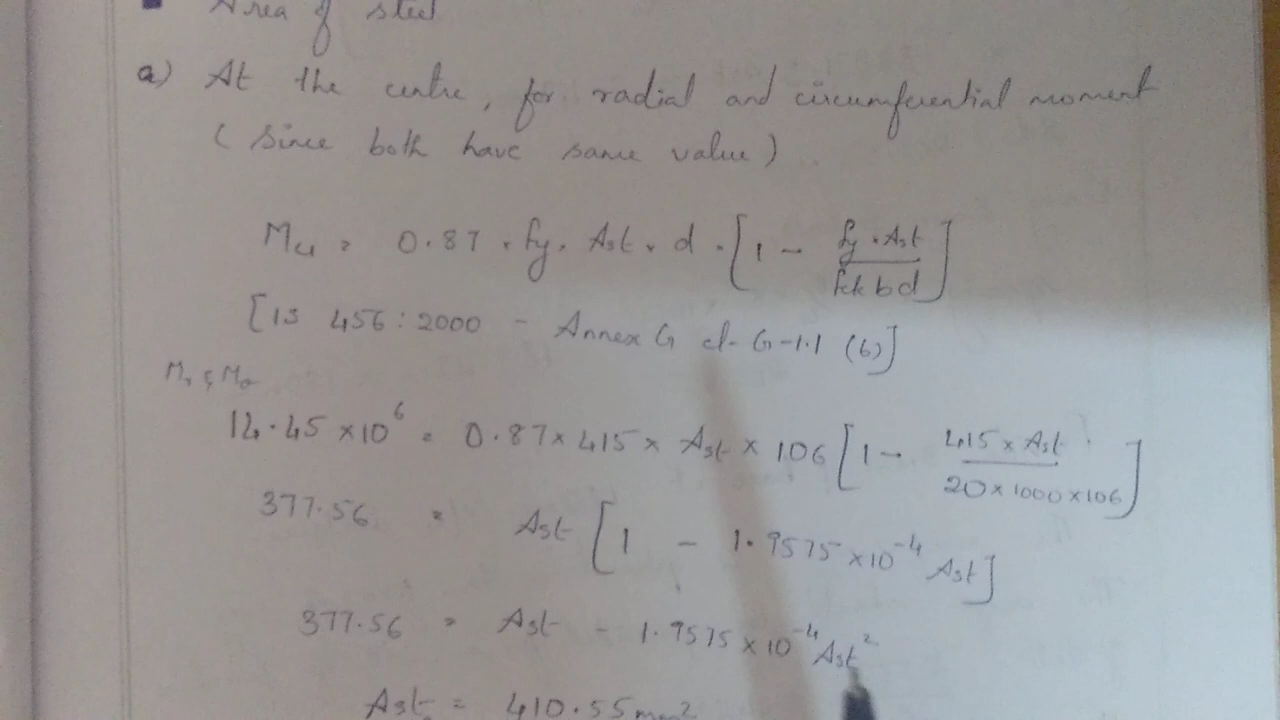 Area of steel
a) At the centre, for radial and circumferential moment
(Since both have same value)
Mu = 0.87 . fy . Ast . d . [1 - fy . Ast / fck bd]
[IS 456 : 2000 - Annex G cl- G-1.1 (b)]
14.45 x 10^6 = 0.87 x 415 x Ast x 106 [1 - 415 x Ast / 20 x 1000 x 106]
377.56 = Ast [1 - 1.9575 x 10^-4 Ast]
377.56 = Ast - 1.9575 x 10^-4 Ast^2
Ast = 410.55 mm^2